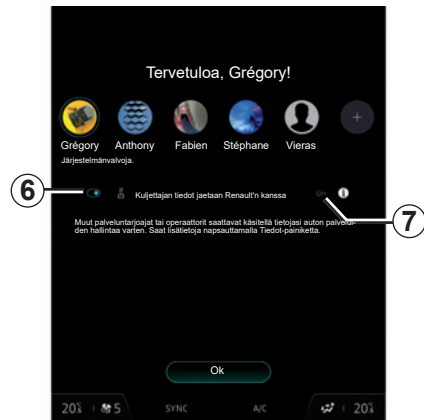 Tervetuloa, Grégory!
+
Grégory Anthony Fabien Stéphane Vieras
Järjestelmänvalvoja.
6
Kuljettajan tiedot jaetaan Renault'n kanssa On i
7
Muut palveluntarjoajat tai operaattorit saattavat käsitellä tietojasi auton palvelui-
den hallintaa varten. Saat lisätietoja napsauttamalla Tiedot-painiketta.
Ok
20 5 SYNC A/C 20